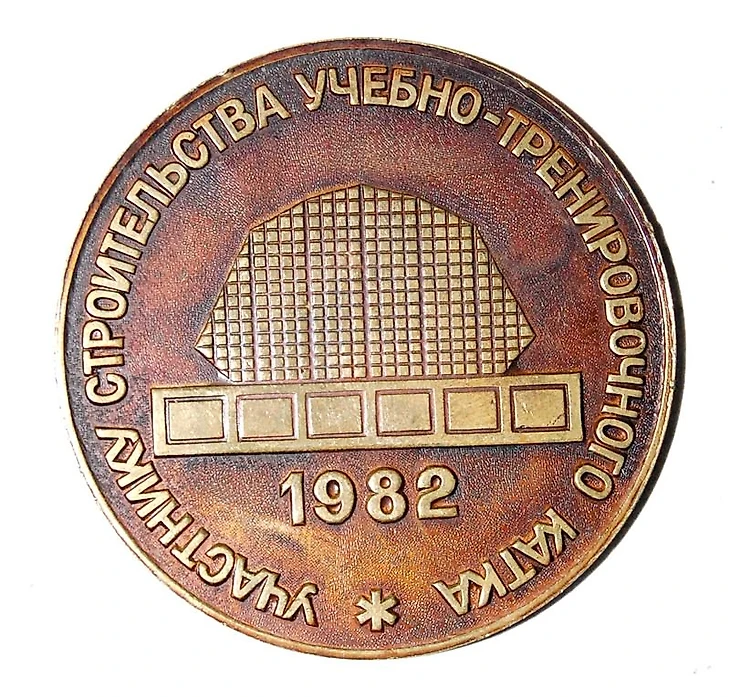 УЧАСТНИКУ СТРОИТЕЛЬСТВА УЧЕБНО-ТРЕНИРОВОЧНОГО КАТКА
1982